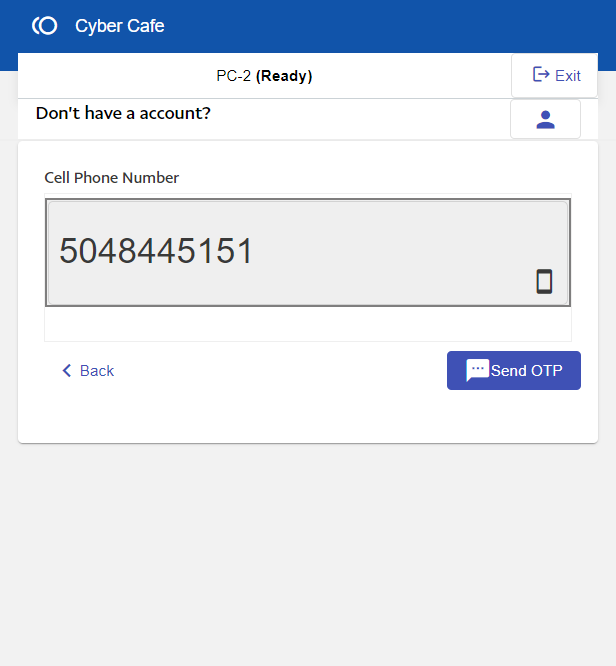 Cyber Cafe
PC-2 (Ready)
Exit
Don't have a account?
Cell Phone Number
5048445151
Back
Send OTP